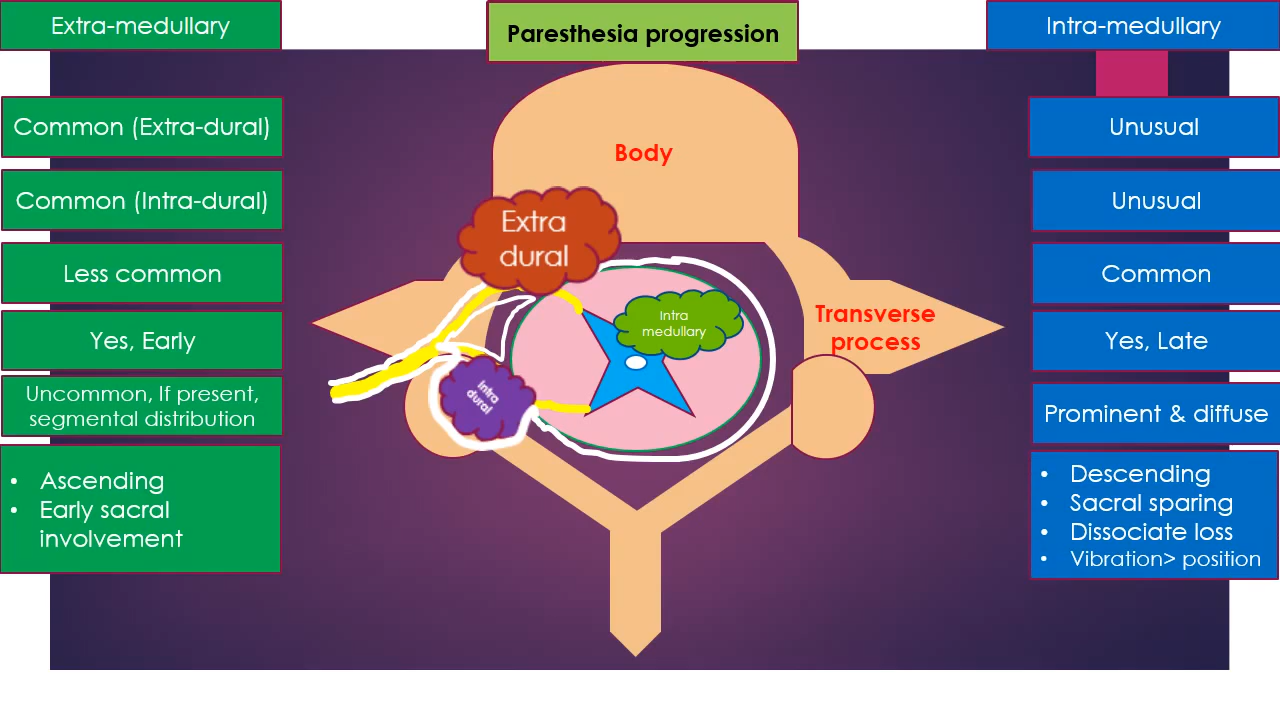 Extra-medullary
Paresthesia progression
Intra-medullary
Common (Extra-dural)
Unusual
Common (Intra-dural)
Unusual
Less common
Common
Yes, Early
Yes, Late
Uncommon, If present,
segmental distribution
Prominent & diffuse
• Ascending
• Early sacral
involvement
• Descending
• Sacral sparing
• Dissociate loss
• Vibration> position
Body
Extra
dural
Intra
medullary
Transverse
process
Intra
dural